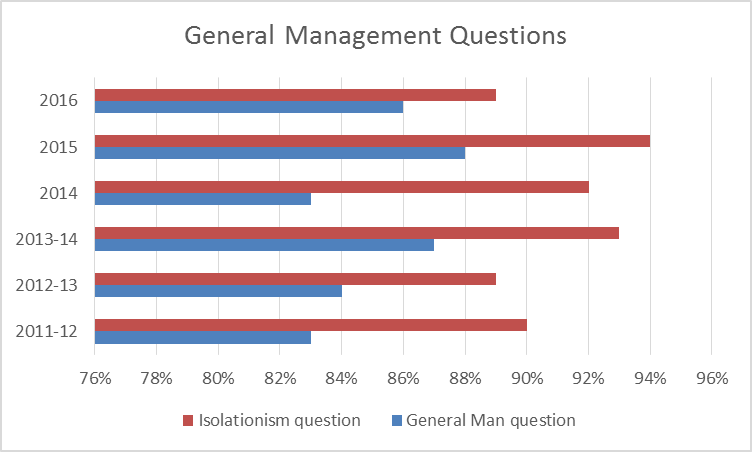 General Management Questions
2016
2015
2014
2013-14
2012-13
2011-12
76% 78% 80% 82% 84% 86% 88% 90% 92% 94% 96%
Isolationism question General Man question